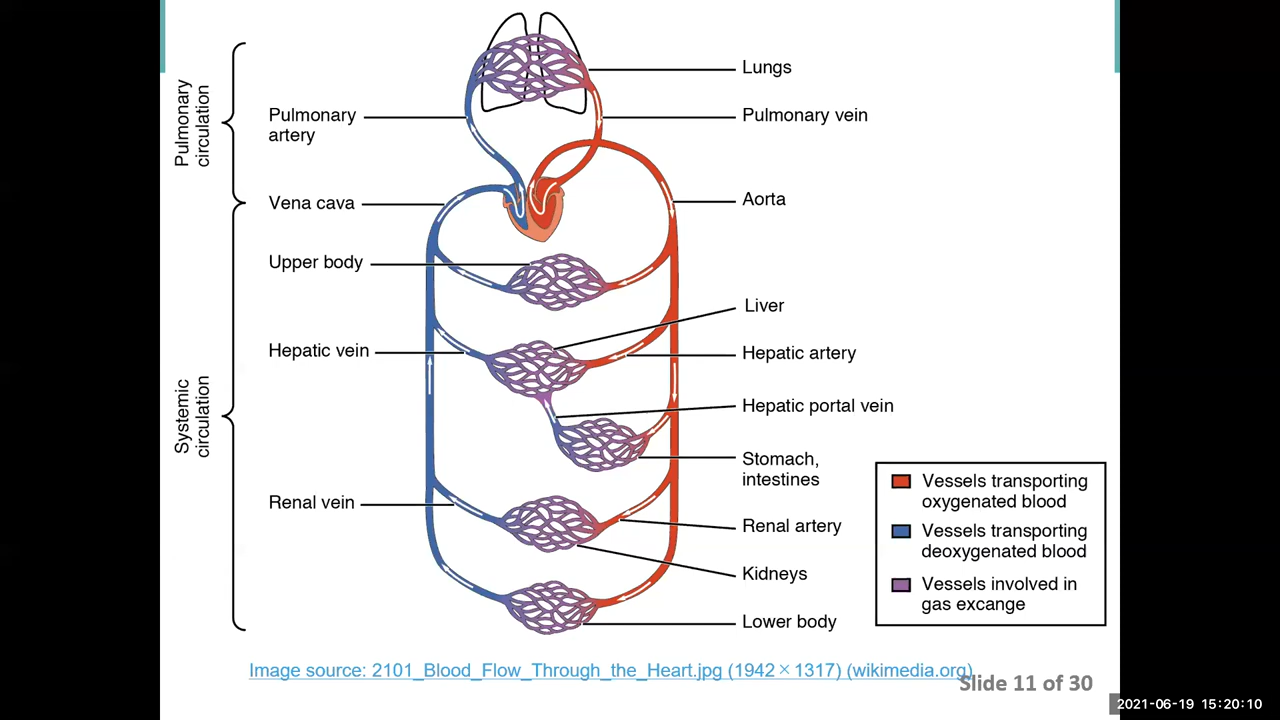 Pulmonary
circulation
Systemic
circulation
Pulmonary
artery
Vena cava
Upper body
Hepatic vein
Renal vein
Lungs
Pulmonary vein
Aorta
Liver
Hepatic artery
Hepatic portal vein
Stomach,
intestines
Renal artery
Kidneys
Lower body
Vessels transporting
oxygenated blood
Vessels transporting
deoxygenated blood
Vessels involved in
gas excange
Image source: 2101_Blood_Flow_Through_the_Heart.jpg (1942×1317) (wikimedia.org)
Slide 11 of 30
2021-06-19 15:20:10